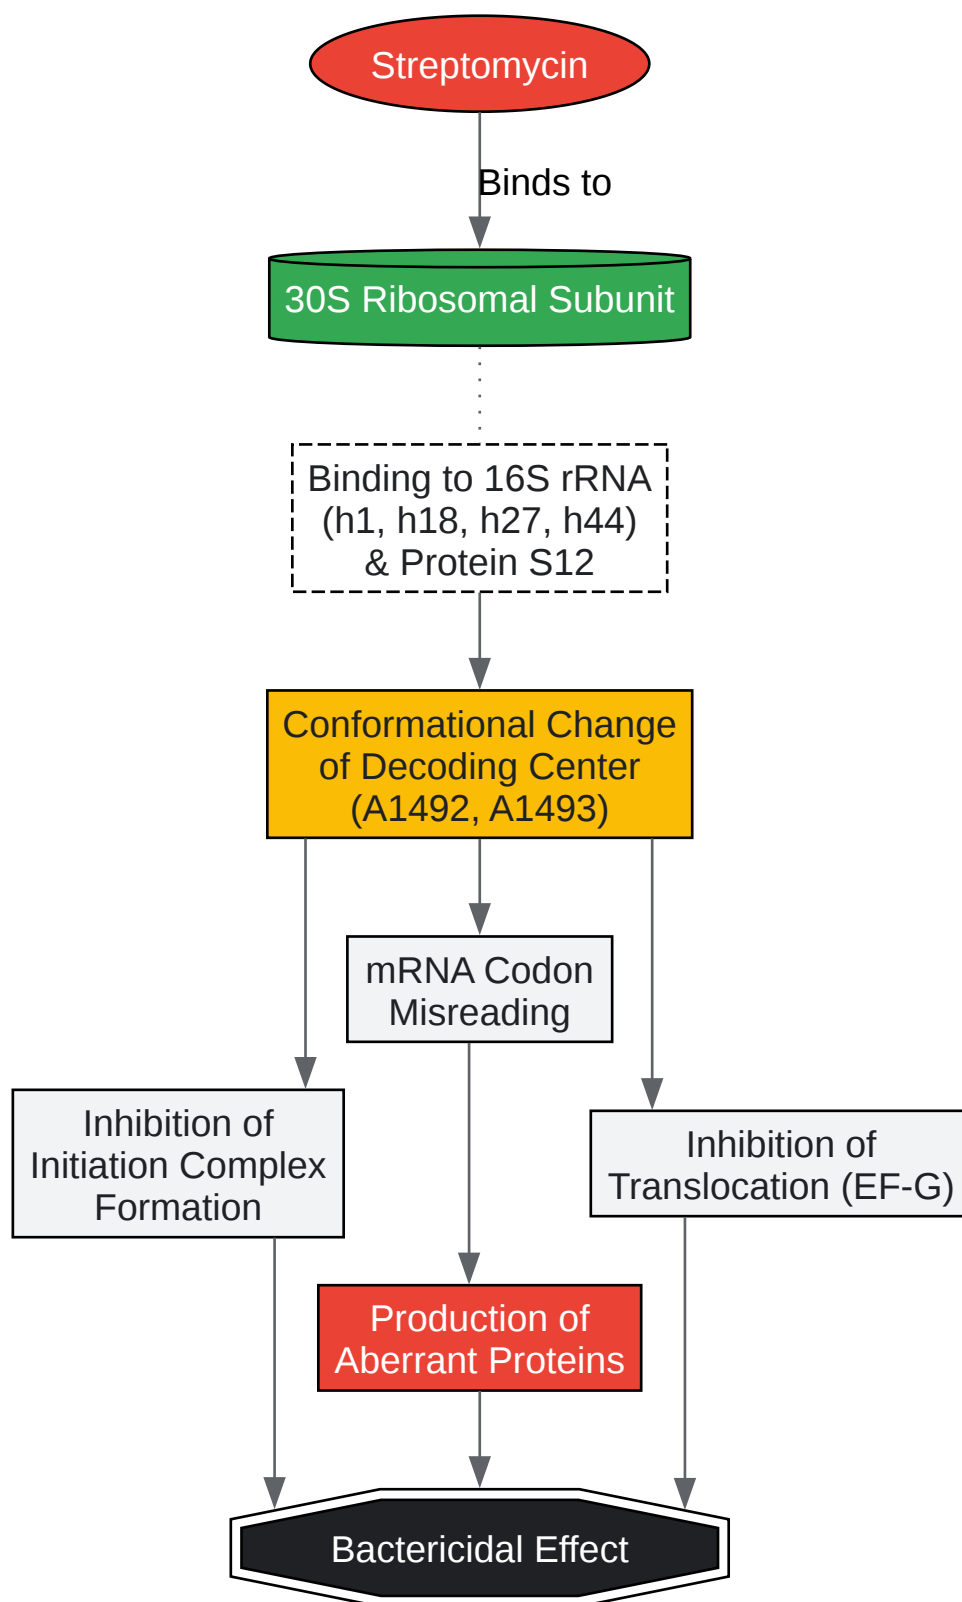 Streptomycin
Binds to
30S Ribosomal Subunit
Binding to 16S rRNA
(h1, h18, h27, h44)
& Protein S12
Conformational Change
of Decoding Center
(A1492, A1493)
mRNA Codon
Misreading
Inhibition of
Initiation Complex
Formation
Inhibition of
Translocation (EF-G)
Production of
Aberrant Proteins
Bactericidal Effect